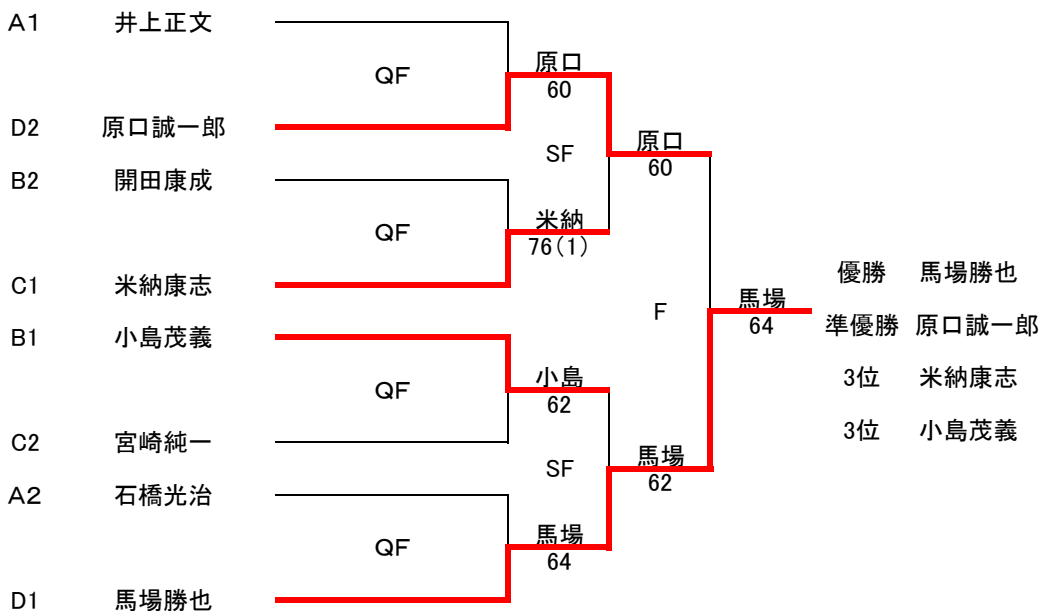 A1 井上正文
QF
原口
60
D2 原口誠一郎
SF
原口
60
B2 開田康成
QF
米納
76(1)
C1 米納康志
F
馬場
64
優勝 馬場勝也
準優勝 原口誠一郎
3位 米納康志
3位 小島茂義
B1 小島茂義
QF
小島
62
C2 宮崎純一
SF
馬場
62
A2 石橋光治
QF
馬場
64
D1 馬場勝也